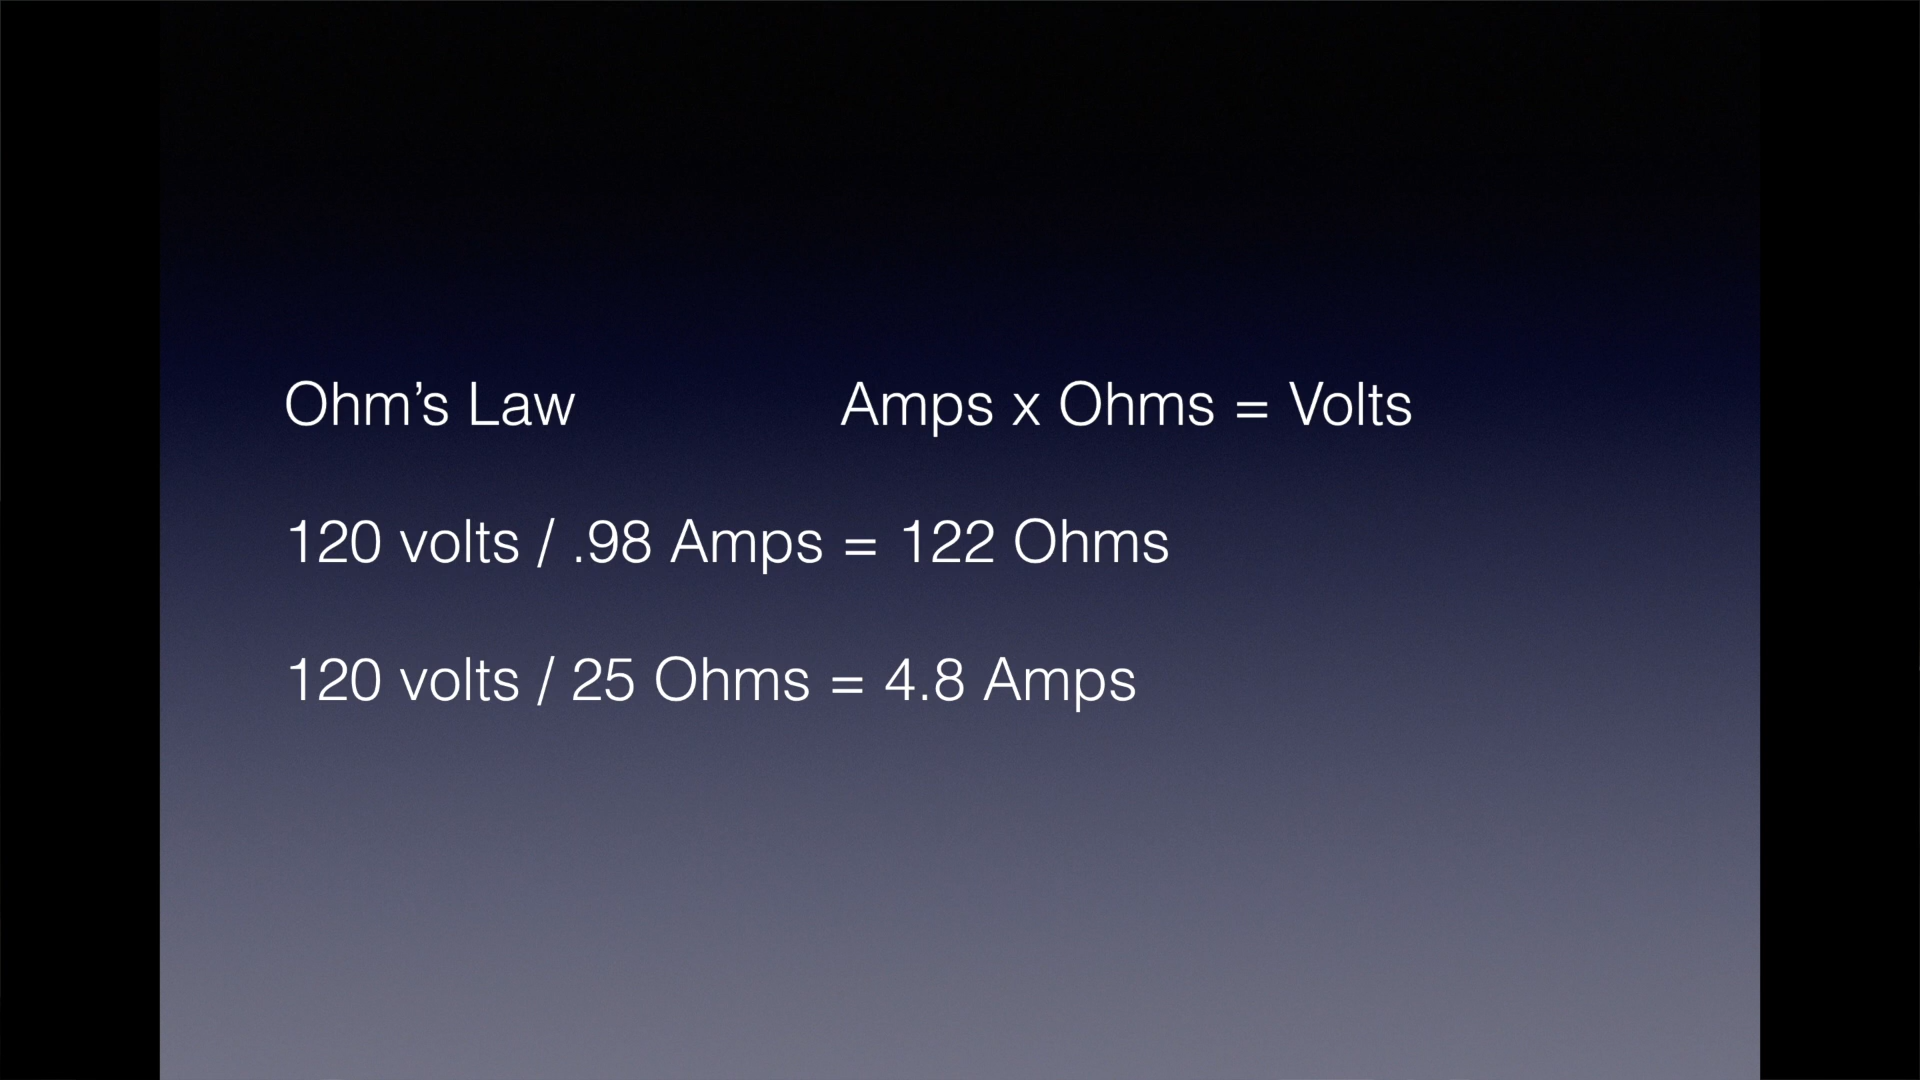 Ohm’s Law Amps x Ohms = Volts
120 volts / .98 Amps = 122 Ohms
120 volts / 25 Ohms = 4.8 Amps